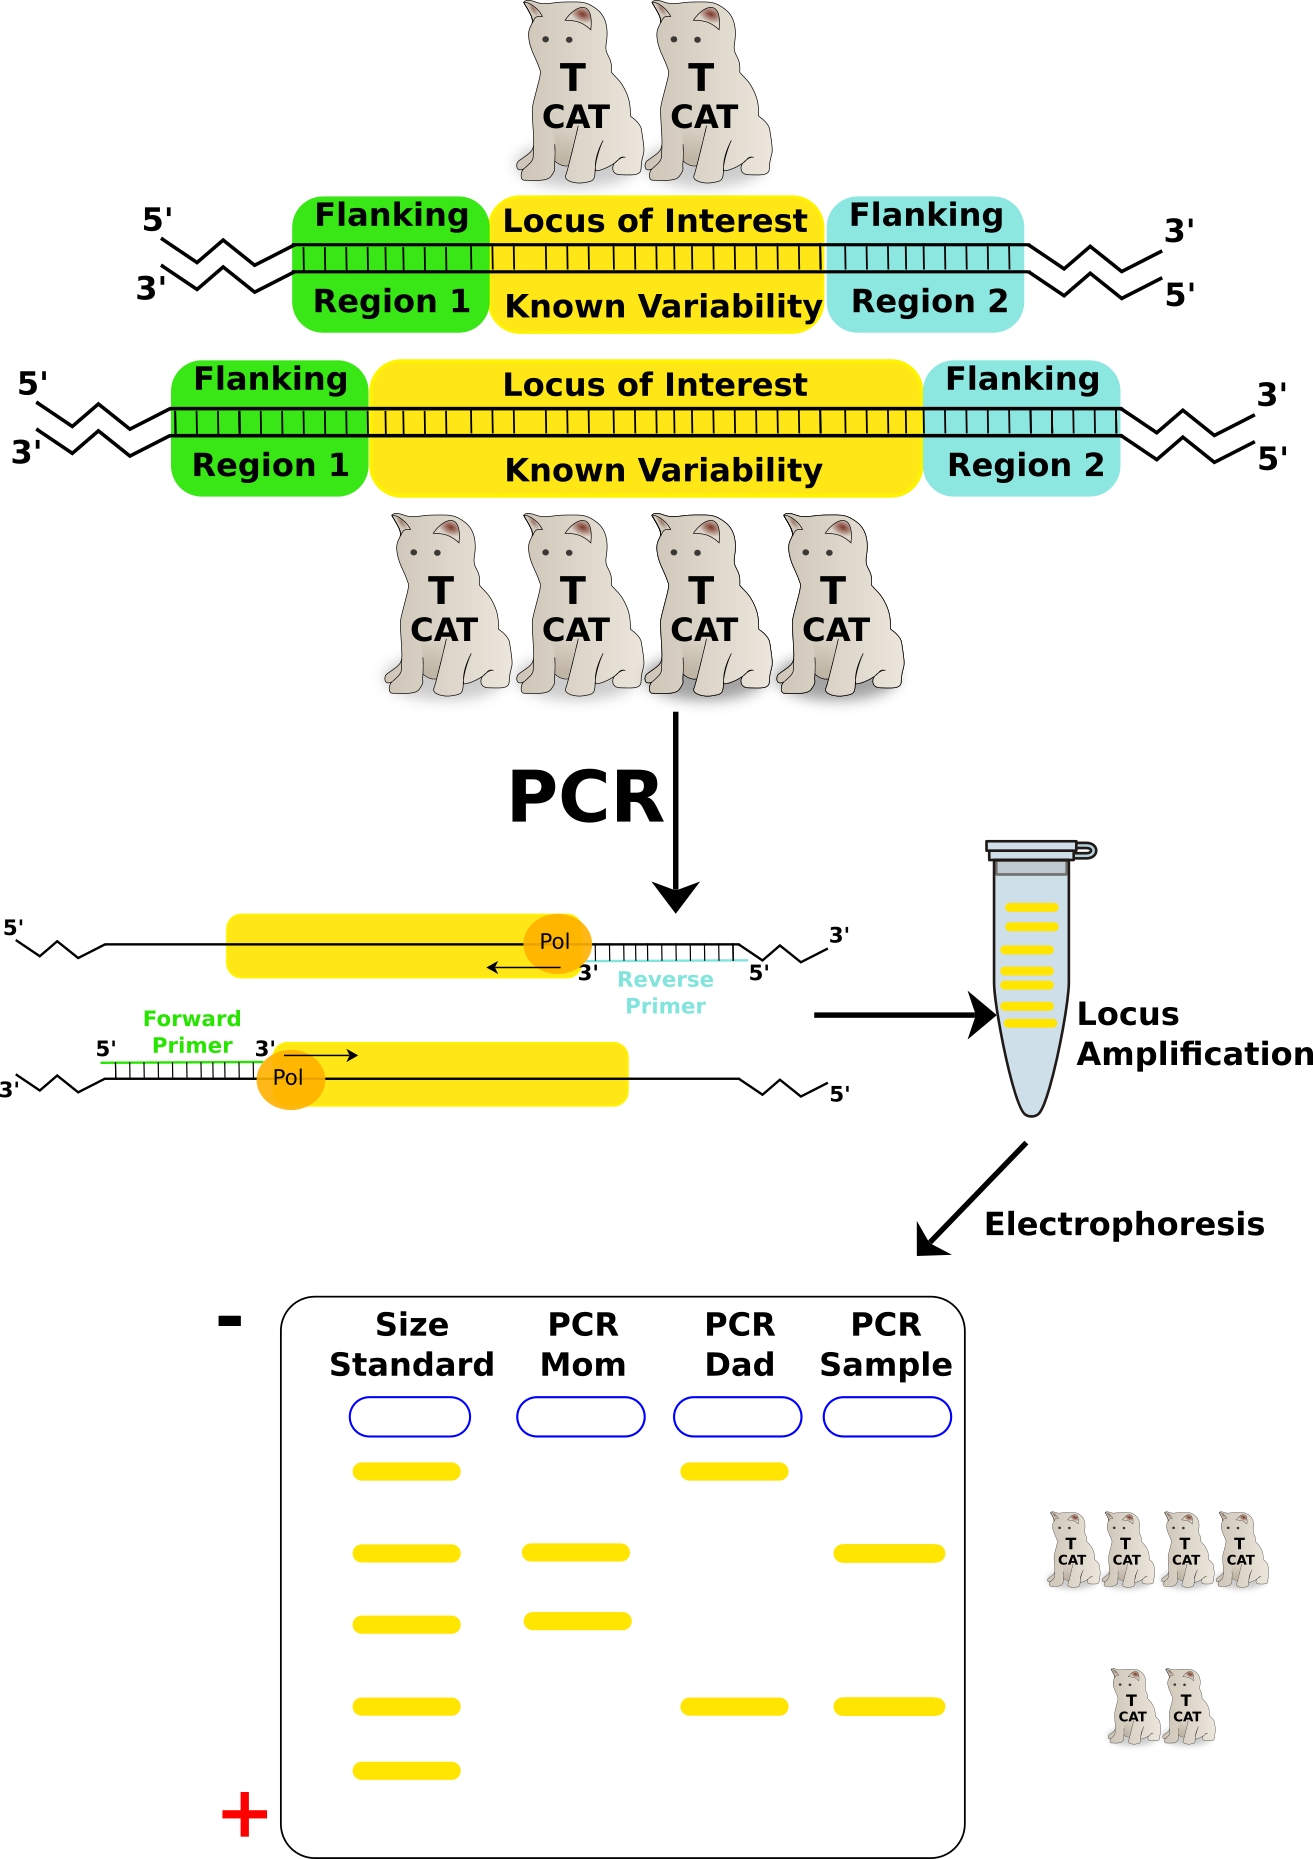 T T
CAT CAT
5' Flanking Locus of Interest Flanking 3'
3' Region 1 Known Variability Region 2 5'
5' Flanking Locus of Interest Flanking 3'
3' Region 1 Known Variability Region 2 5'
T T T T
CAT CAT CAT CAT
PCR
5' Pol 3'
3' 5'
Reverse
Primer
Forward
Primer
5' 3'
3' Pol 5'
Locus
Amplification
Electrophoresis
-
Size PCR PCR PCR
Standard Mom Dad Sample
T T T T
CAT CAT CAT CAT
T T
CAT CAT
+